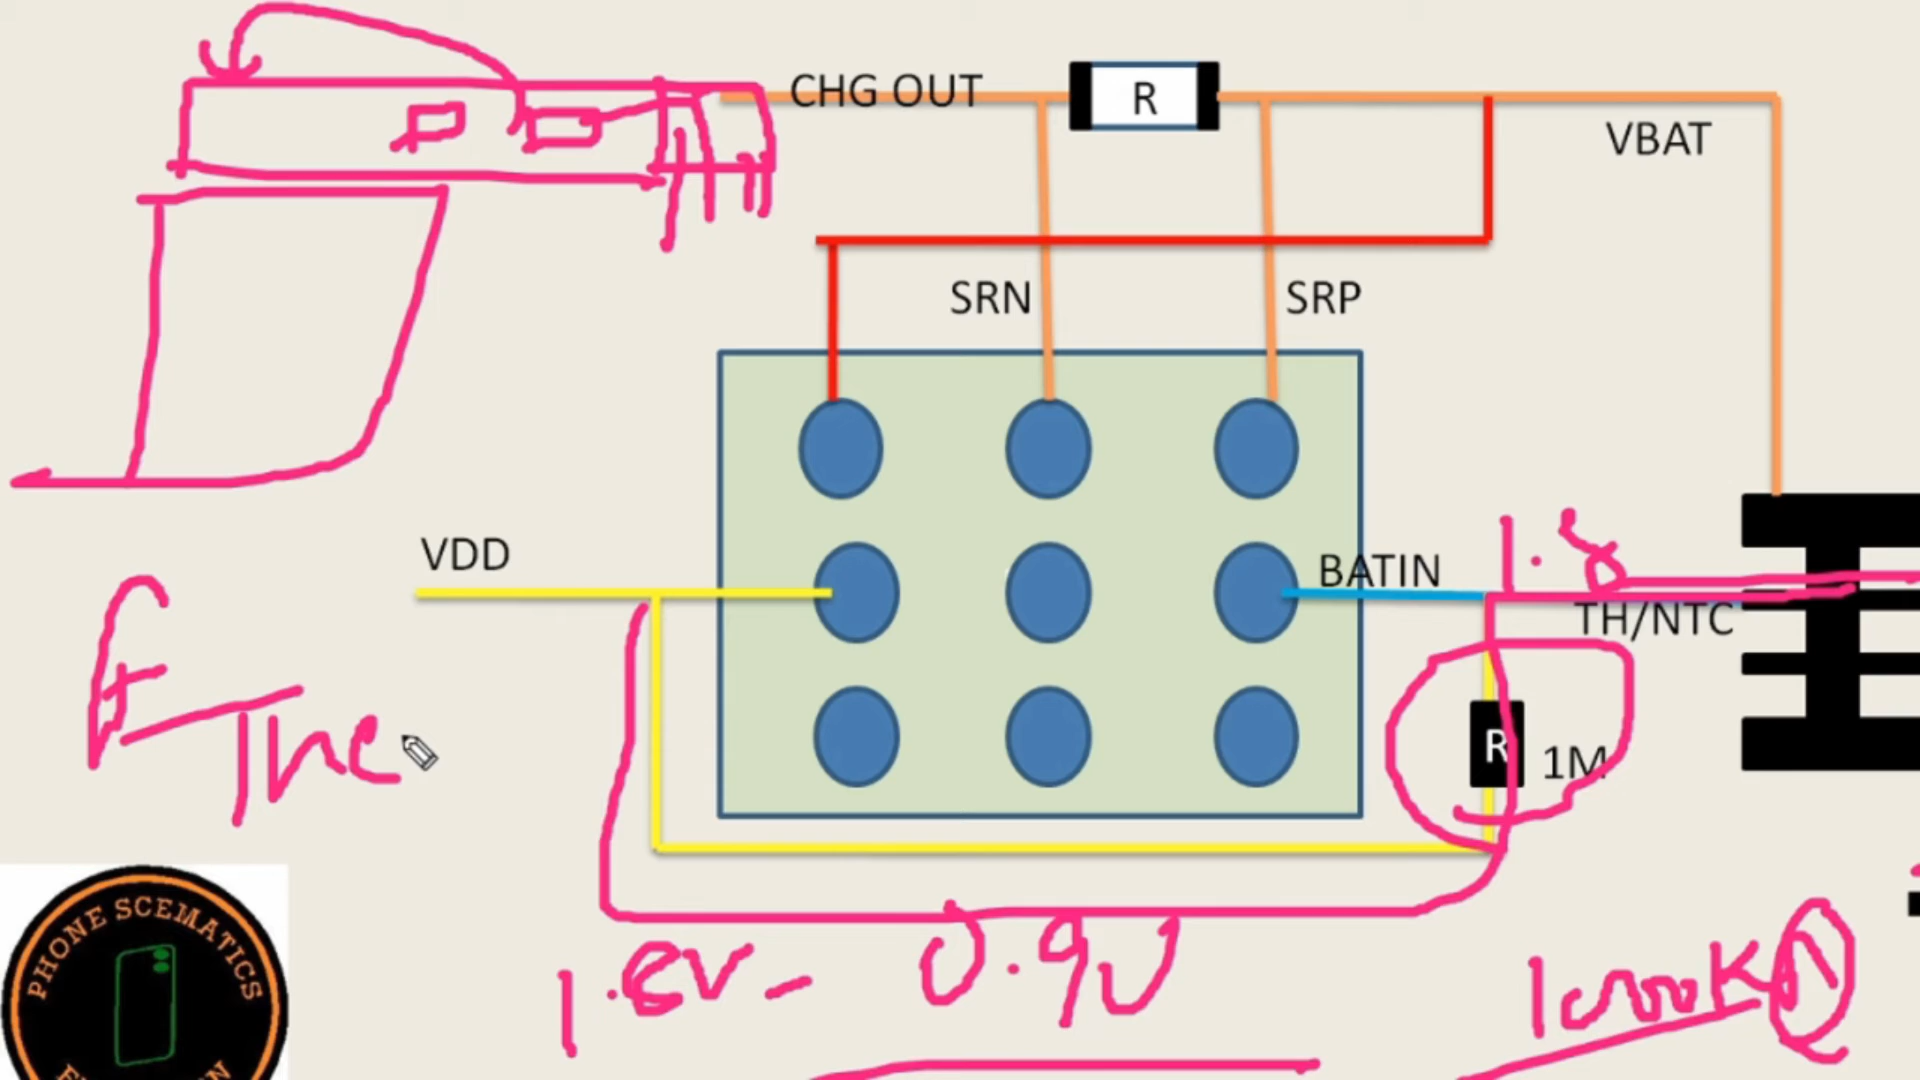 CHG OUT
R
VBAT
SRN
SRP
VDD
BATIN
1.8
TH/NTC
R
1M
The
1.8V - 0.9V
PHONE SCEMATICS